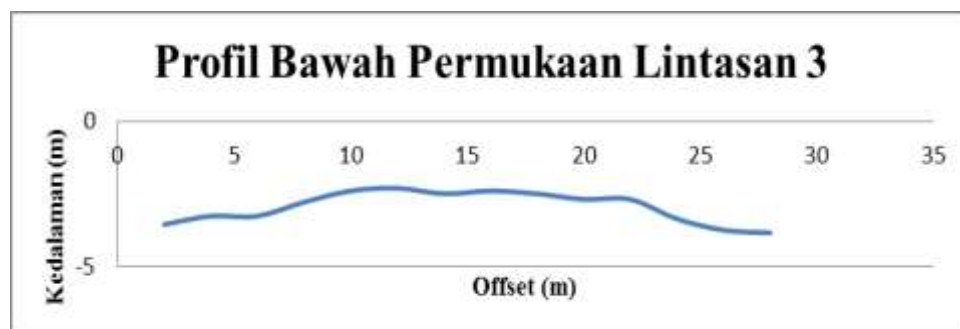 Profil Bawah Permukaan Lintasan 3
Kedalaman (m)
0
0 5 10 15 20 25 30 35
-5
Offset (m)